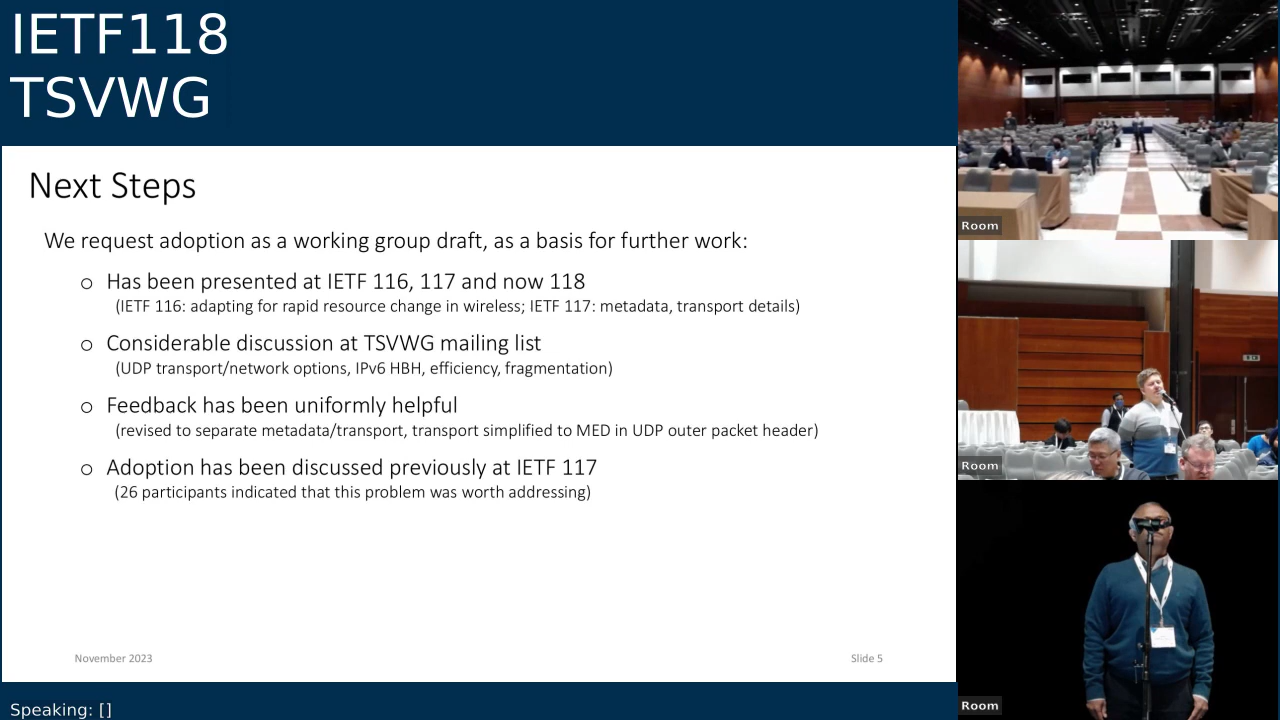 IETF118
TSVWG
Next Steps
We request adoption as a working group draft, as a basis for further work:
o Has been presented at IETF 116, 117 and now 118
(IETF 116: adapting for rapid resource change in wireless; IETF 117: metadata, transport details)
o Considerable discussion at TSVWG mailing list
(UDP transport/network options, IPv6 HBH, efficiency, fragmentation)
o Feedback has been uniformly helpful
(revised to separate metadata/transport, transport simplified to MED in UDP outer packet header)
o Adoption has been discussed previously at IETF 117
(26 participants indicated that this problem was worth addressing)
November 2023
Slide 5
Speaking: []
Room
Room
Room